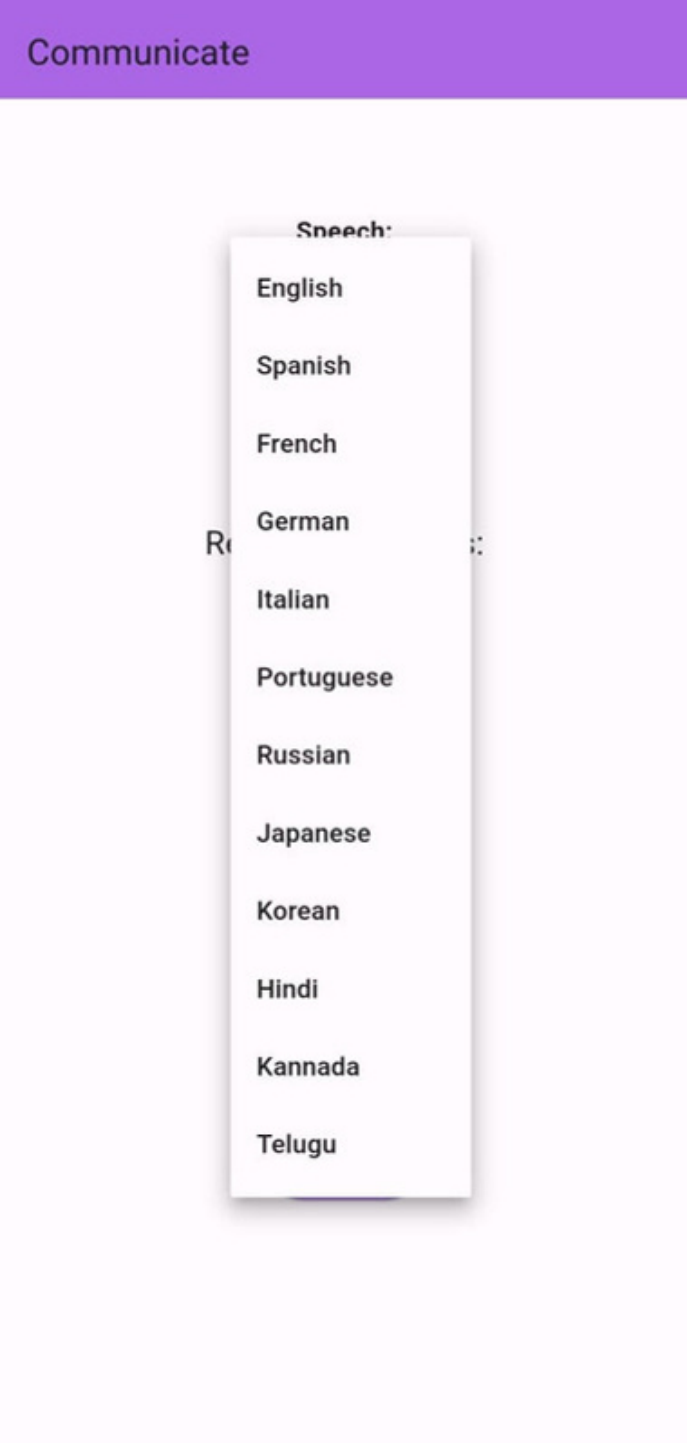 Communicate
Speech:
English
Spanish
French
German
Italian
Portuguese
Russian
Japanese
Korean
Hindi
Kannada
Telugu